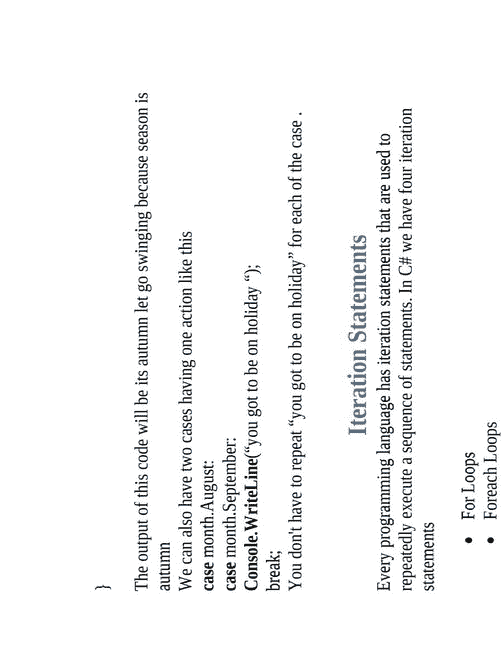 }
The output of this code will be its autumn let go swinging because season is
autumn
We can also have two cases having one action like this
case month.August:
case month.September:
Console.WriteLine(“you got to be on holiday “);
break;
You don't have to repeat “you got to be on holiday” for each of the case .
Iteration Statements
Every programming language has iteration statements that are used to
repeatedly execute a sequence of statements. In C# we have four iteration
statements
• For Loops
• Foreach Loops